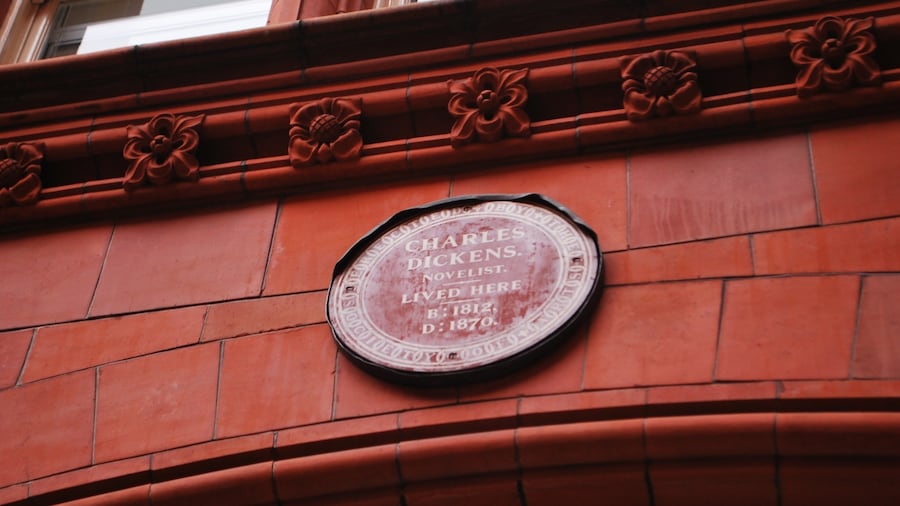 CHARLES
DICKENS.
NOVELIST.
LIVED HERE
B: 1812.
D: 1870.